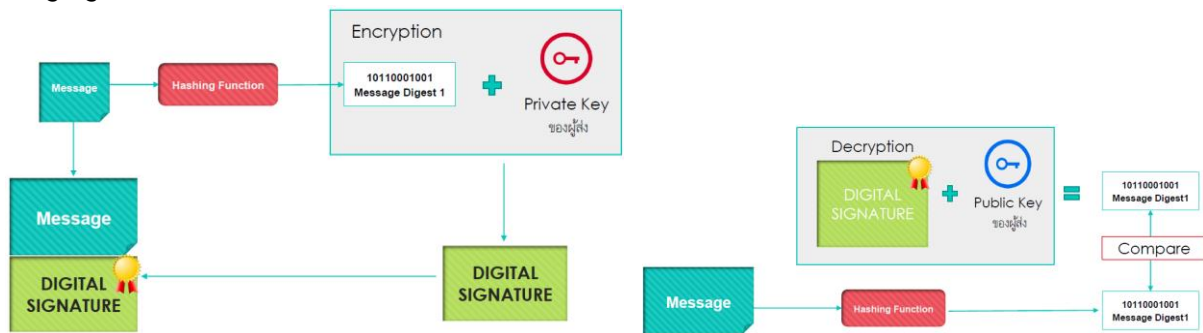 Encryption
Message
Hashing Function
10110001001
Message Digest 1
Private Key
ของผู้ส่ง
Message
DIGITAL
SIGNATURE
DIGITAL
SIGNATURE
Decryption
DIGITAL
SIGNATURE
Public Key
ของผู้ส่ง
10110001001
Message Digest1
Compare
Message
Hashing Function
10110001001
Message Digest1